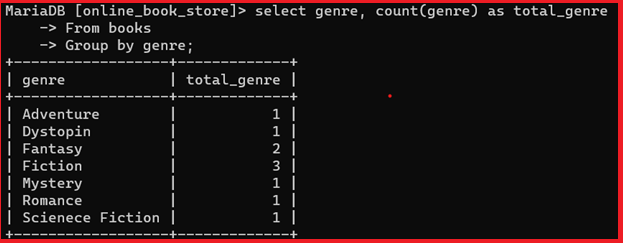 MariaDB [online_book_store]> select genre, count(genre) as total_genre
    -> From books
    -> Group by genre;
+-----------------+-------------+
| genre           | total_genre |
+-----------------+-------------+
| Adventure       |           1 |
| Dystopin        |           1 |
| Fantasy         |           2 |
| Fiction         |           3 |
| Mystery         |           1 |
| Romance         |           1 |
| Scienece Fiction |           1 |
+-----------------+-------------+